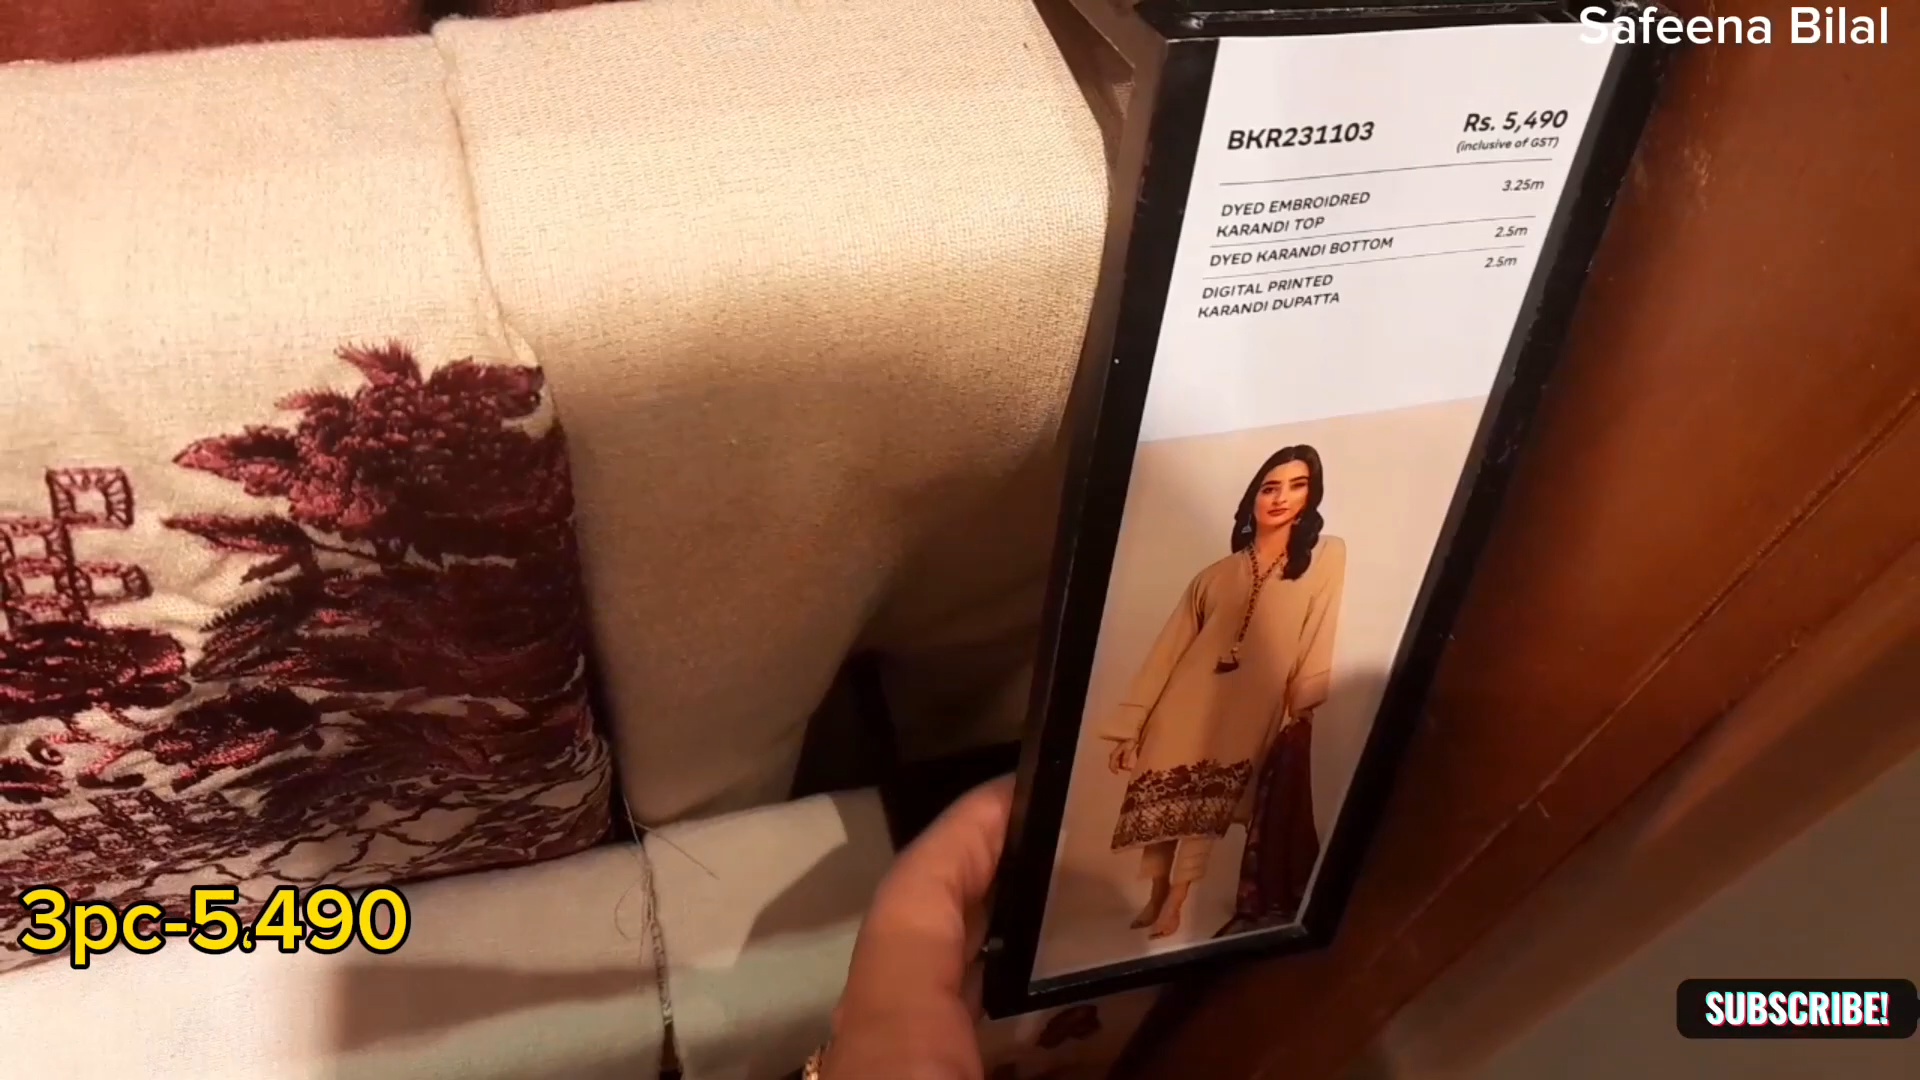 Safeena Bilal
BKR231103
Rs. 5,490
(inclusive of GST)
DYED EMBROIDRED
KARANDI TOP
3.25m
DYED KARANDI BOTTOM
2.5m
DIGITAL PRINTED
KARANDI DUPATTA
2.5m
3pc-5,490
SUBSCRIBE!